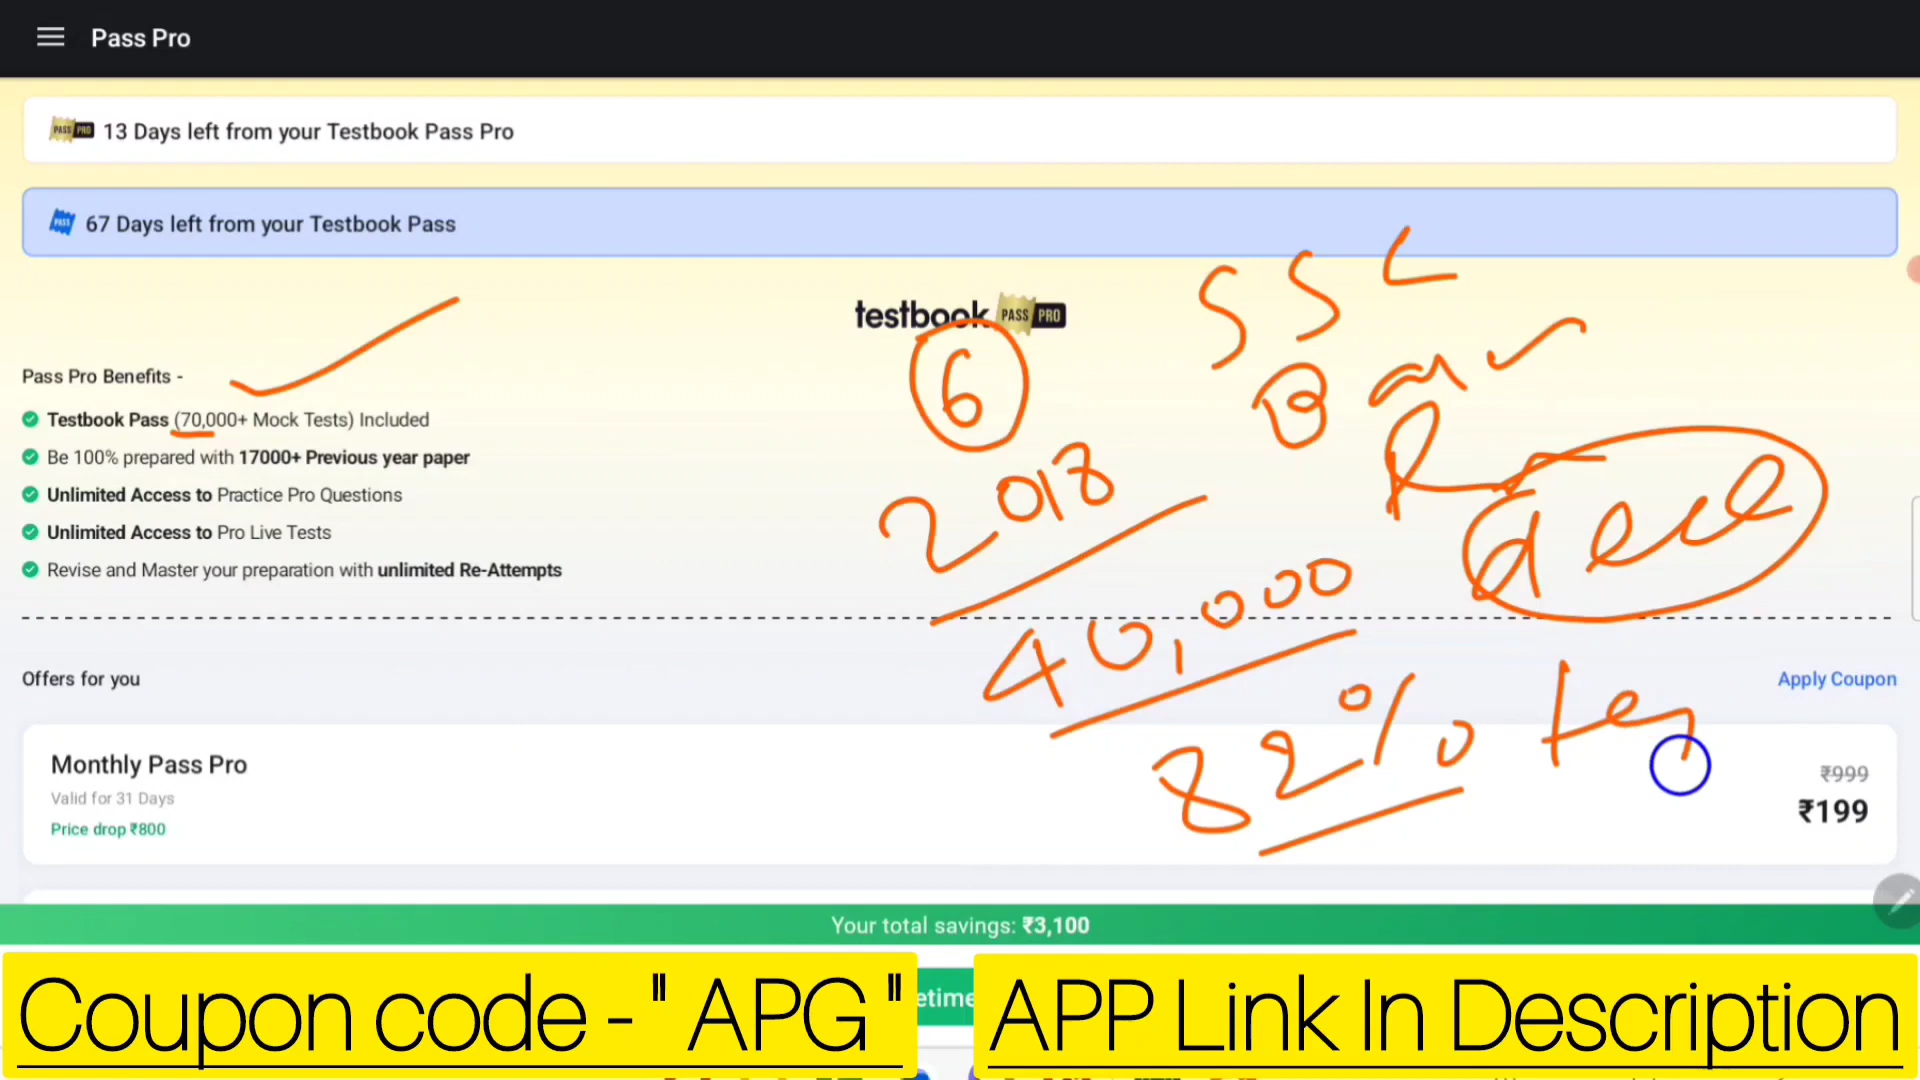 Pass Pro
PASS PRO 13 Days left from your Testbook Pass Pro
PASS 67 Days left from your Testbook Pass
testbook PASS PRO
SSC
6
Pass Pro Benefits -
Testbook Pass (70,000+ Mock Tests) Included
Be 100% prepared with 17000+ Previous year paper
2018
Unlimited Access to Practice Pro Questions
Unlimited Access to Pro Live Tests
Revise and Master your preparation with unlimited Re-Attempts
40,000
Offers for you
Apply Coupon
82%
Monthly Pass Pro
Valid for 31 Days
Price drop ₹800
₹999
₹199
Your total savings: ₹3,100
Coupon code - " APG "
etime
APP Link In Description